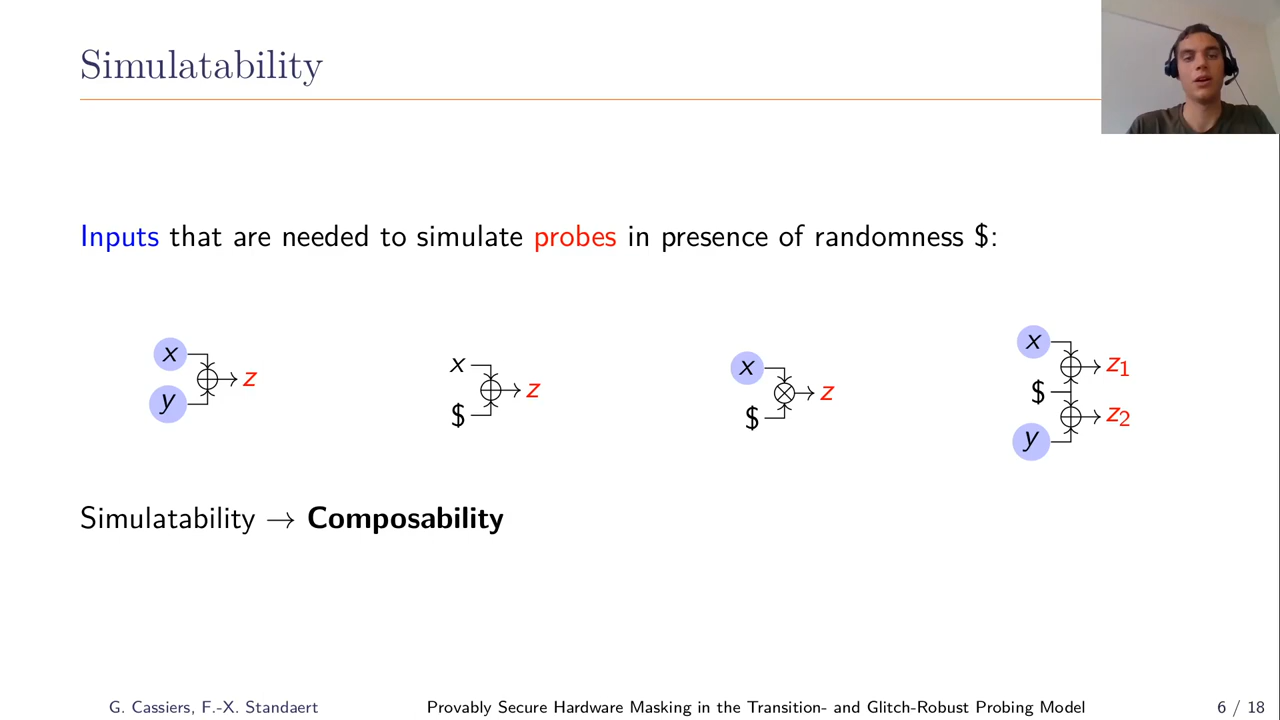 Simulatability
Inputs that are needed to simulate probes in presence of randomness $:
x
y
z
x
$
z
x
$
z
x
$
y
z1
z2
Simulatability → Composability
G. Cassiers, F.-X. Standaert
Provably Secure Hardware Masking in the Transition- and Glitch-Robust Probing Model
6 / 18